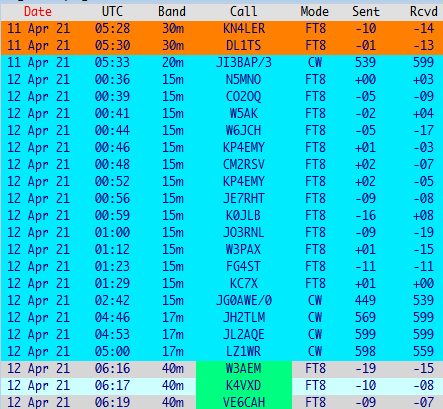 Date UTC Band Call Mode Sent Rcvd
11 Apr 21 05:28 30m KN4LER FT8 -10 -14
11 Apr 21 05:30 30m DL1TS FT8 -01 -13
11 Apr 21 05:33 20m JI3BAP/3 CW 539 599
12 Apr 21 00:36 15m N5MNO FT8 +00 +03
12 Apr 21 00:39 15m CO2OQ FT8 -05 -09
12 Apr 21 00:41 15m W5AK FT8 -02 +04
12 Apr 21 00:44 15m W6JCH FT8 -05 -17
12 Apr 21 00:46 15m KP4EMY FT8 +01 -03
12 Apr 21 00:48 15m CM2RSV FT8 +02 -07
12 Apr 21 00:52 15m KP4EMY FT8 +02 -05
12 Apr 21 00:56 15m JE7RHT FT8 -09 -08
12 Apr 21 00:59 15m K0JLB FT8 -16 +08
12 Apr 21 01:00 15m JO3RNL FT8 -09 -19
12 Apr 21 01:12 15m W3PAX FT8 +01 -15
12 Apr 21 01:23 15m FG4ST FT8 -11 -11
12 Apr 21 01:29 15m KC7X FT8 +01 +00
12 Apr 21 02:42 15m JG0AWE/0 CW 449 539
12 Apr 21 04:46 17m JH2TLM CW 569 599
12 Apr 21 04:53 17m JL2AQE CW 599 599
12 Apr 21 05:00 17m LZ1WR CW 598 559
12 Apr 21 06:16 40m W3AEM FT8 -19 -15
12 Apr 21 06:17 40m K4VXD FT8 -10 -08
12 Apr 21 06:19 40m VE6CAH FT8 -09 -07